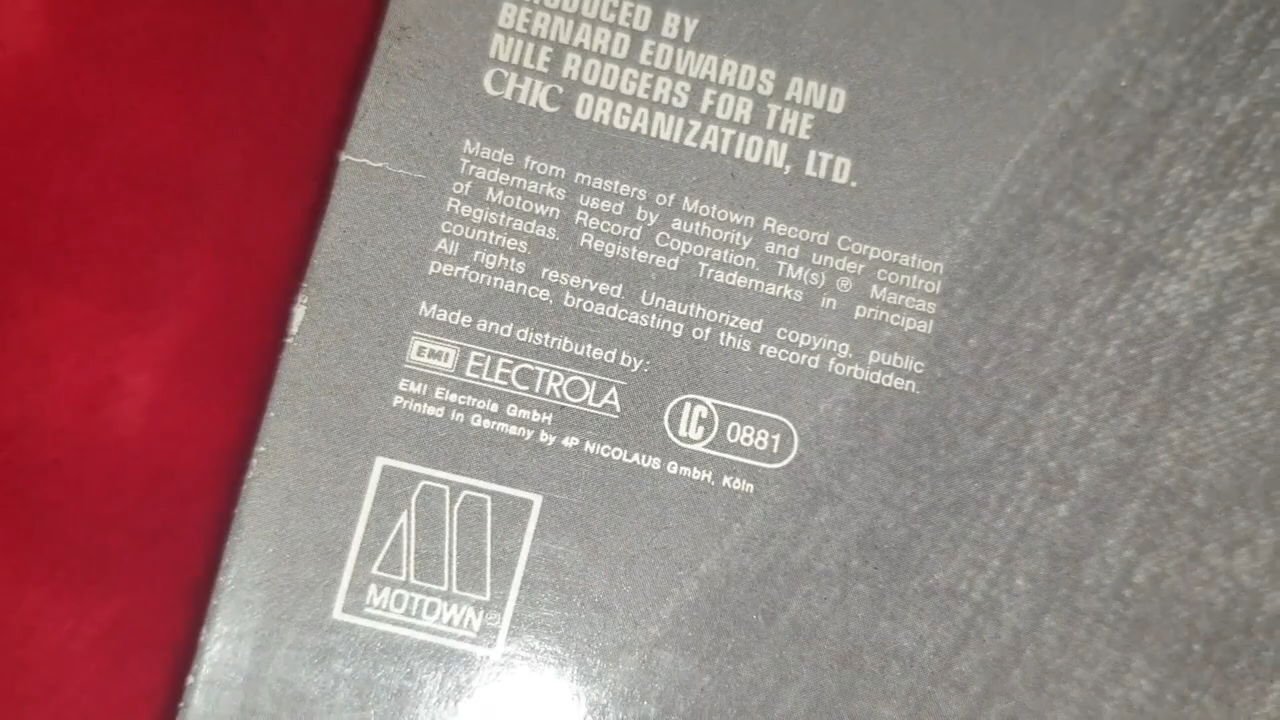 PRODUCED BY
BERNARD EDWARDS AND
NILE RODGERS FOR THE
CHIC ORGANIZATION, LTD.
Made from masters of Motown Record Corporation
Trademarks used by authority and under control
of Motown Record Coporation. TM(s) ® Marcas
Registradas. Registered Trademarks in principal
countries.
All rights reserved. Unauthorized copying, public
performance, broadcasting of this record forbidden.
Made and distributed by:
EMI ELECTROLA
EMI Electrola GmbH
LC 0881
Printed in Germany by 4P NICOLAUS GmbH, Köln
MOTOWN®